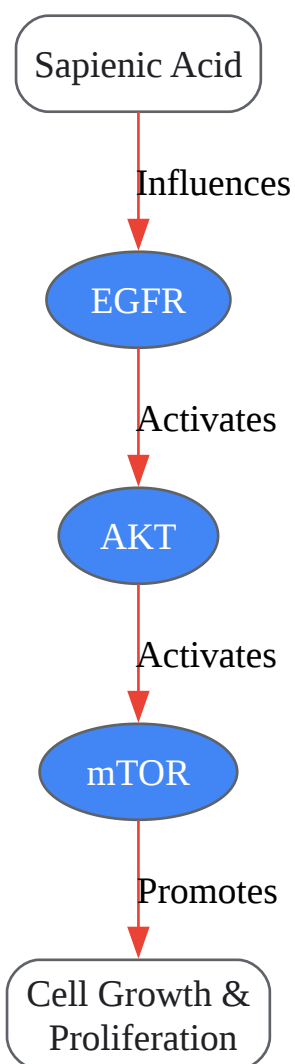 Sapienic Acid
Influences
EGFR
Activates
AKT
Activates
mTOR
Promotes
Cell Growth &
Proliferation